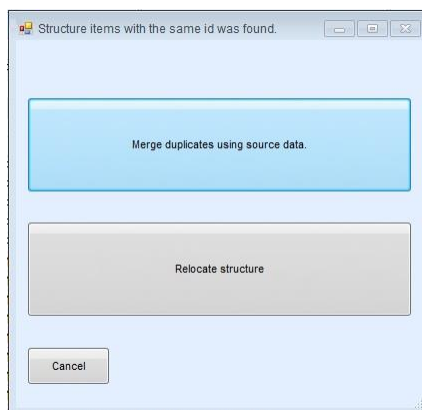 Structure items with the same id was found.
Merge duplicates using source data.
Relocate structure
Cancel